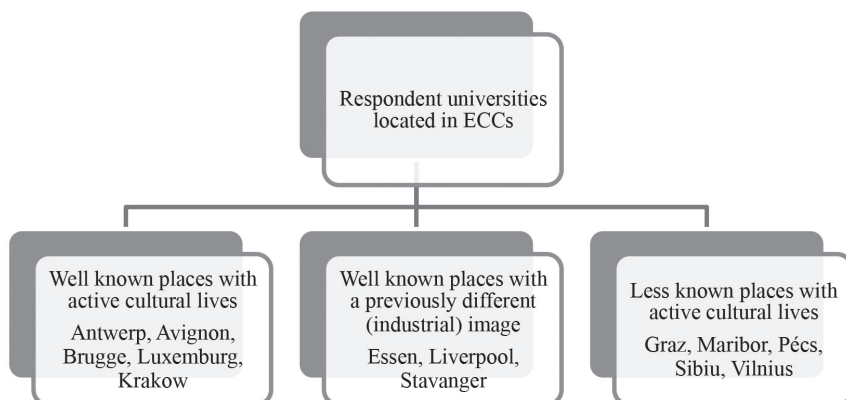 Respondent universities
located in ECCs
Well known places with
active cultural lives
Antwerp, Avignon,
Brugge, Luxemburg,
Krakow
Well known places with
a previously different
(industrial) image
Essen, Liverpool,
Stavanger
Less known places with
active cultural lives
Graz, Maribor, Pécs,
Sibiu, Vilnius